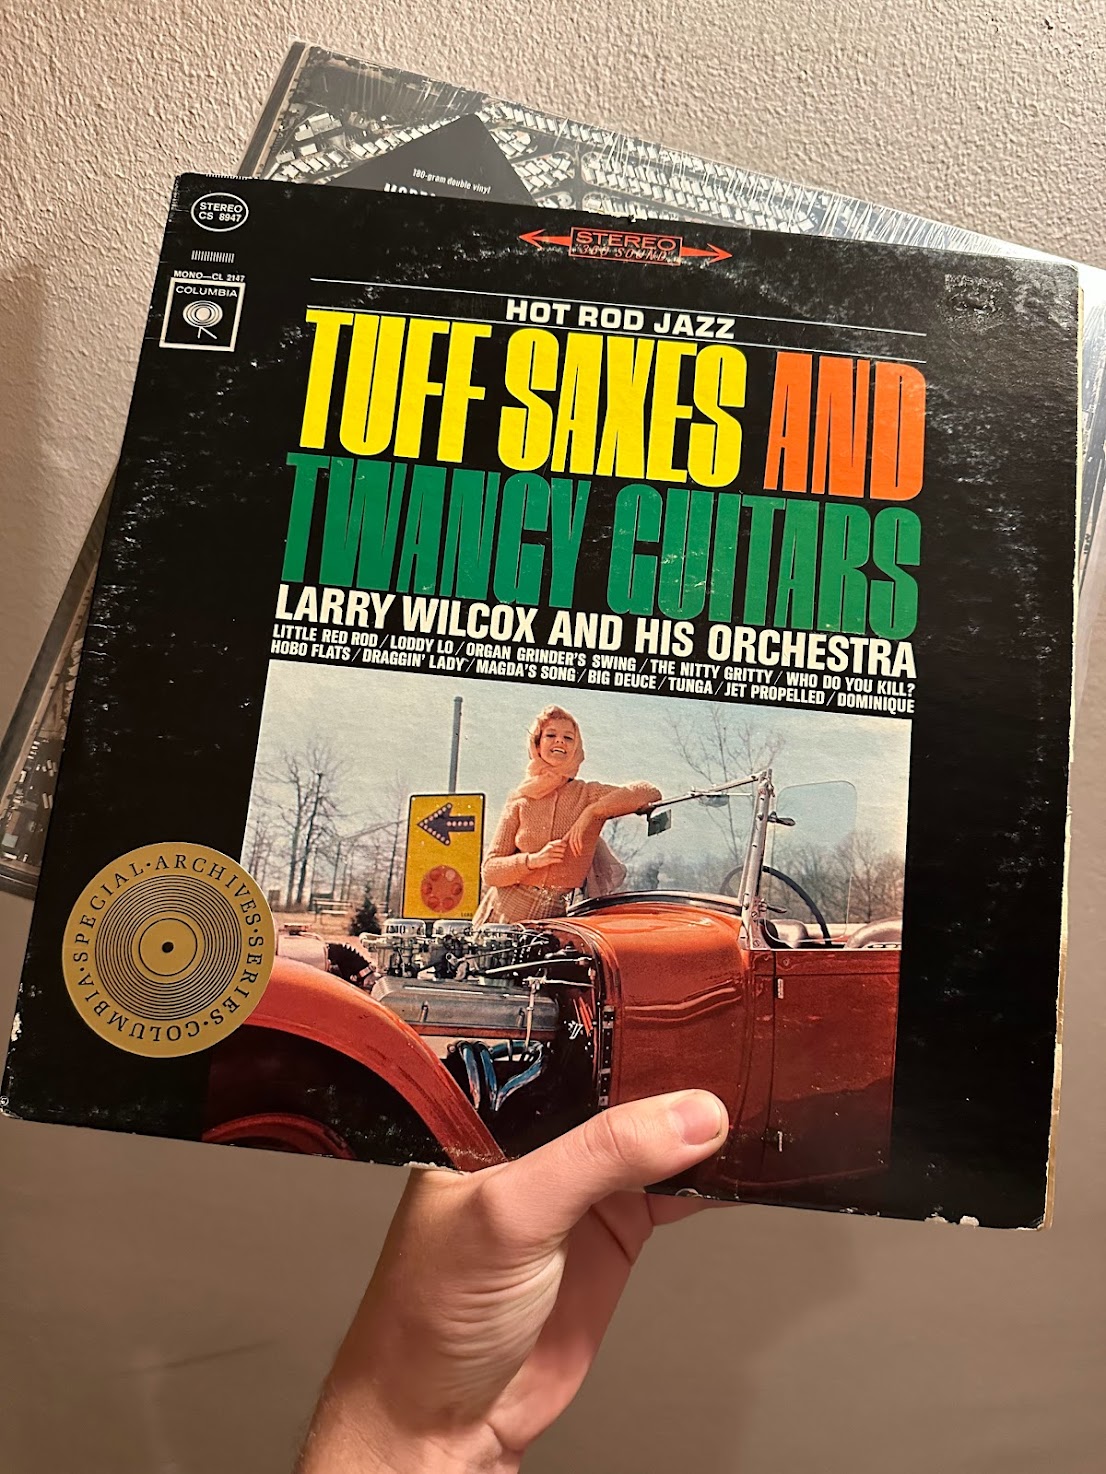 180-gram double vinyl
STEREO
CS 8947
STEREO
"360 SOUND"
MONO—CL 2147
COLUMBIA
HOT ROD JAZZ
TUFF SAXES AND
TWANGY GUITARS
LARRY WILCOX AND HIS ORCHESTRA
LITTLE RED ROD / LODDY LO / ORGAN GRINDER'S SWING / THE NITTY GRITTY / WHO DO YOU KILL?
HOBO FLATS / DRAGGIN' LADY / MAGDA'S SONG / BIG DEUCE / TUNGA / JET PROPELLED / DOMINIQUE
COLUMBIA·SPECIAL·ARCHIVES·SERIES·